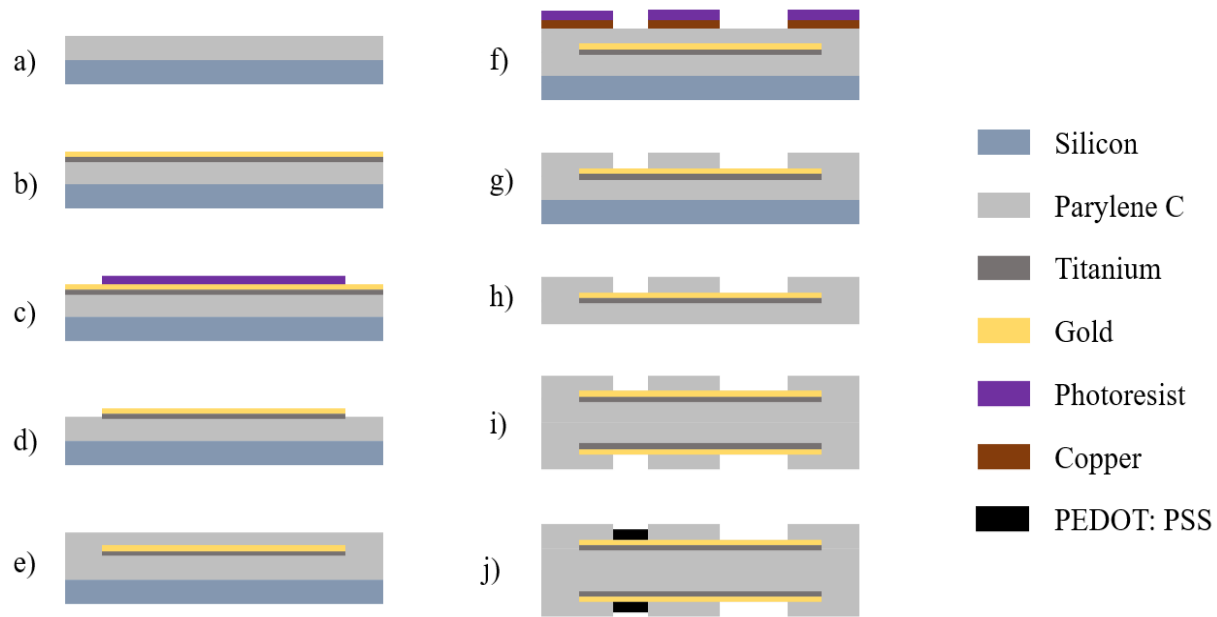 a)
b)
c)
d)
e)
f)
g)
h)
i)
j)
Silicon
Parylene C
Titanium
Gold
Photoresist
Copper
PEDOT: PSS